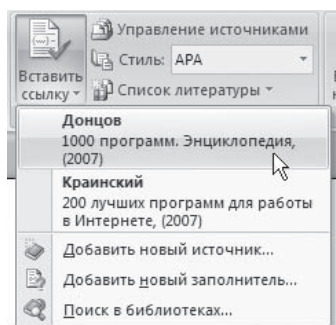 Управление источниками
Стиль: APA
Вставить
ссылку
Список литературы
Донцов
1000 программ. Энциклопедия,
(2007)
Краинский
200 лучших программ для работы
в Интернете, (2007)
Добавить новый источник...
Добавить новый заполнитель...
Поиск в библиотеках...